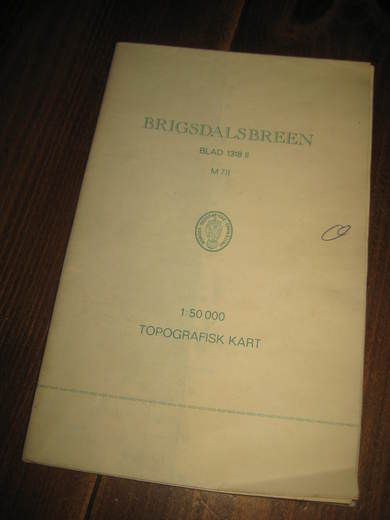 BRIGSDALSBREEN
BLAD 1318 II
M 711
1:50 000
TOPOGRAFISK KART